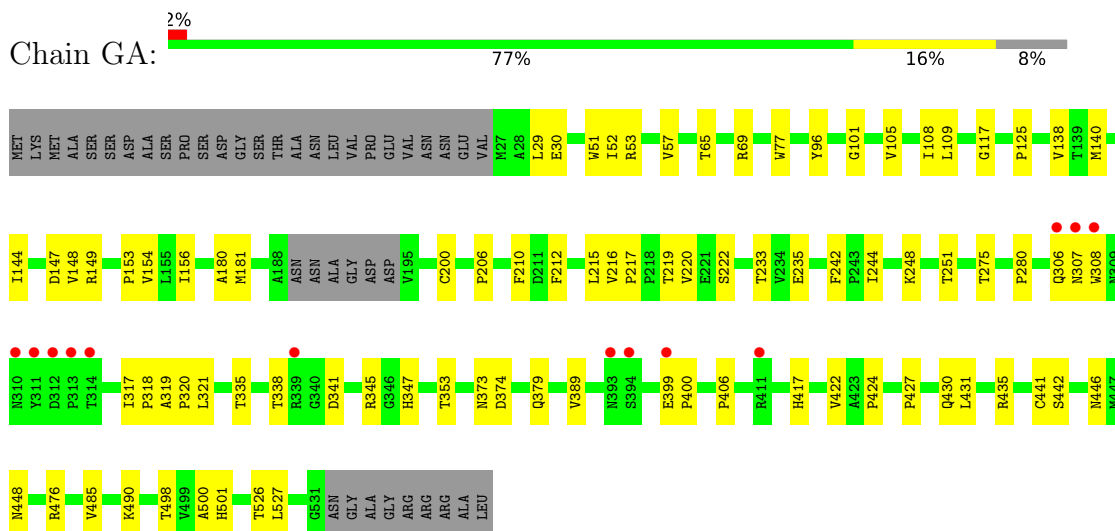 2%
Chain GA:
77% 16% 8%
MET LYS MET ALA SER SER ASP ALA SER PRO SER ASP GLY SER THR ALA ASN LEU VAL PRO GLU VAL ASN ASN GLU VAL M27 A28 L29 E30 W51 I52 R53 V57 T65 R69 W77 Y96 G101 V105 I108 L109 G117 P125 V138 T139 M140
I144 D147 V148 R149 P153 V154 L155 I156 A180 M181 A188 ASN ASN ALA GLY ASP ASP V195 C200 P206 F210 D211 F212 L215 V216 P217 P218 T219 V220 E221 S222 T233 V234 E235 F242 P243 I244 K248 T251 T275 P280 Q306 N307 W308 N309
N310 Y311 D312 P313 T314 I317 P318 A319 P320 L321 T335 T338 R339 G340 D341 R345 G346 H347 T353 N373 D374 Q379 V389 N393 S394 E399 P400 P406 R411 H417 V422 A423 P424 P427 Q430 L431 R435 C441 S442 N446 M447
N448 R476 V485 K490 T498 V499 A500 H501 T526 L527 C531 ASN GLY ALA GLY ARG ARG ARG ALA LEU